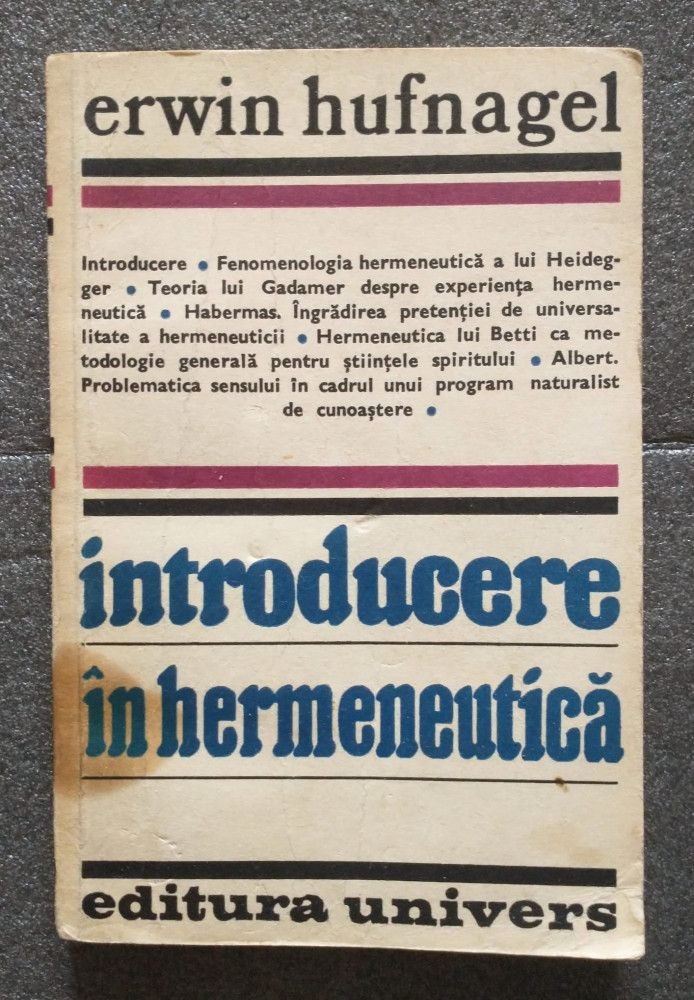 erwin hufnagel
Introducere • Fenomenologia hermeneutică a lui Heideg-
ger • Teoria lui Gadamer despre experiența herme-
neutică • Habermas. Îngrădirea pretenției de universa-
litate a hermeneuticii • Hermeneutica lui Betti ca me-
todologie generală pentru științele spiritului • Albert.
Problematica sensului în cadrul unui program naturalist
de cunoaștere •
introducere
în hermeneutică
editura univers